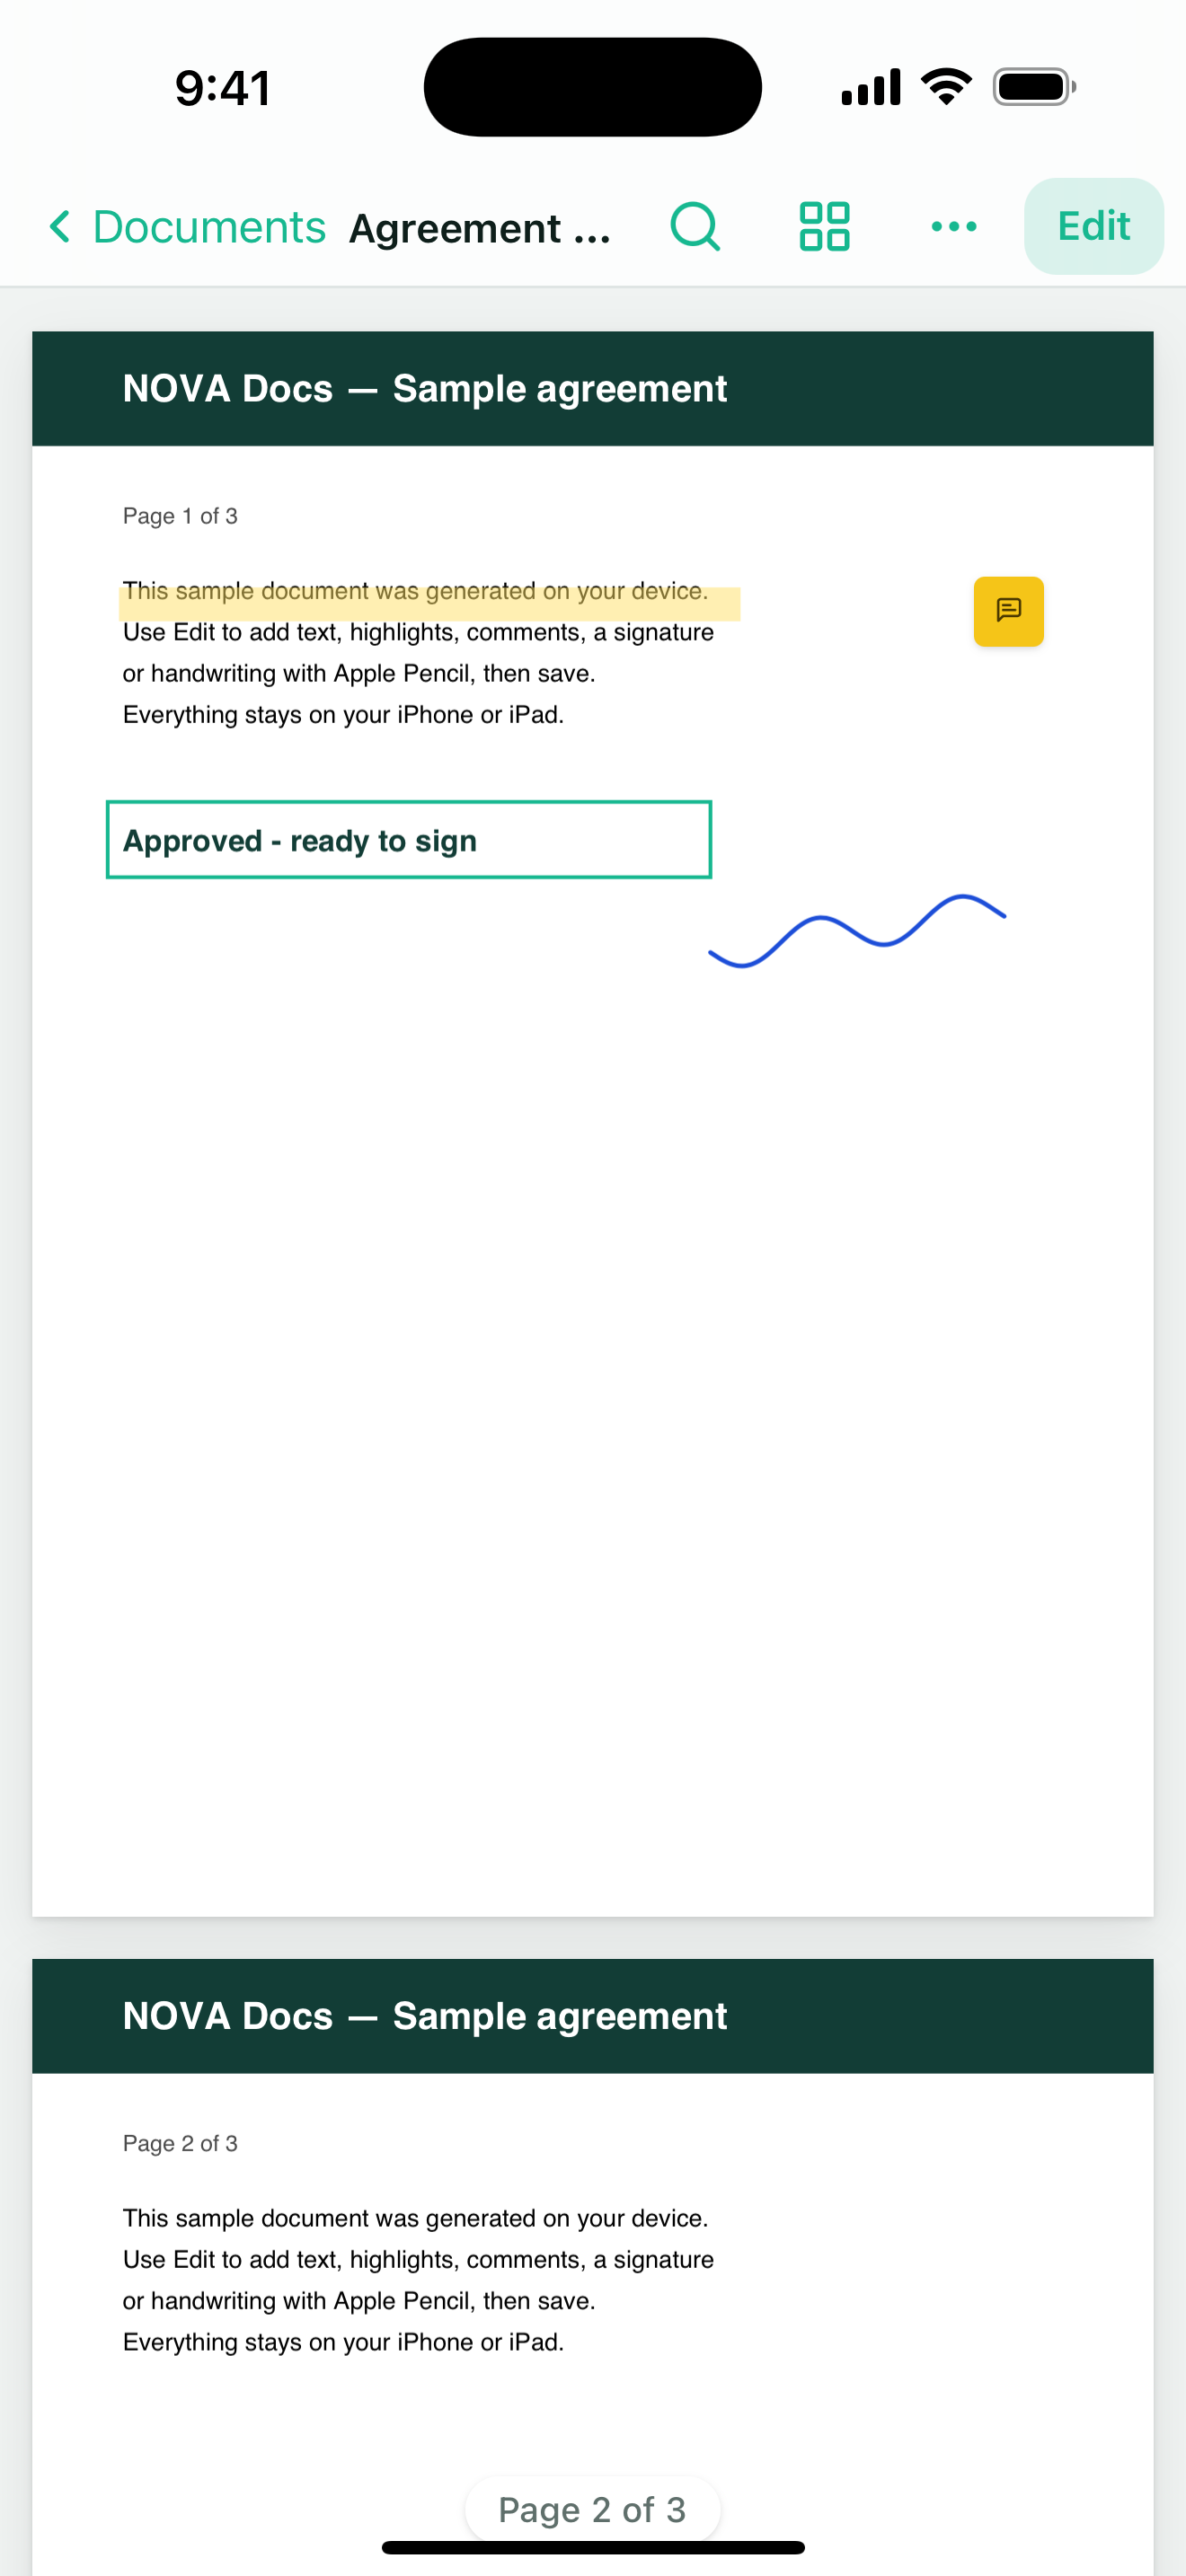 9:41
Documents Agreement ... Edit
NOVA Docs — Sample agreement
Page 1 of 3
This sample document was generated on your device.
Use Edit to add text, highlights, comments, a signature
or handwriting with Apple Pencil, then save.
Everything stays on your iPhone or iPad.
Approved - ready to sign
NOVA Docs — Sample agreement
Page 2 of 3
This sample document was generated on your device.
Use Edit to add text, highlights, comments, a signature
or handwriting with Apple Pencil, then save.
Everything stays on your iPhone or iPad.
Page 2 of 3